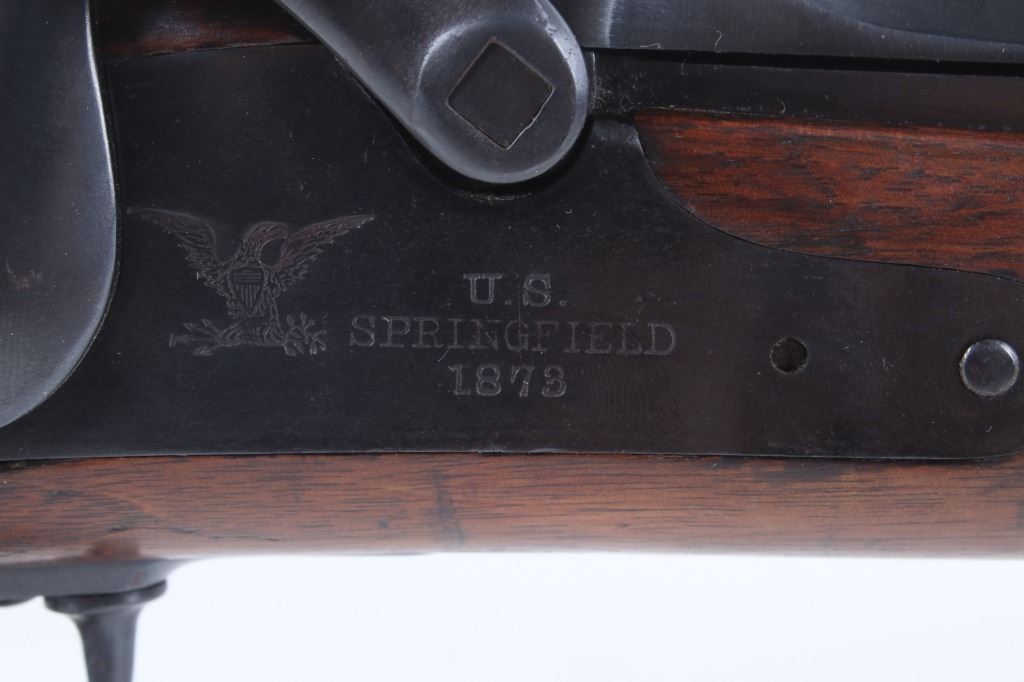 U.S.
SPRINGFIELD
1873